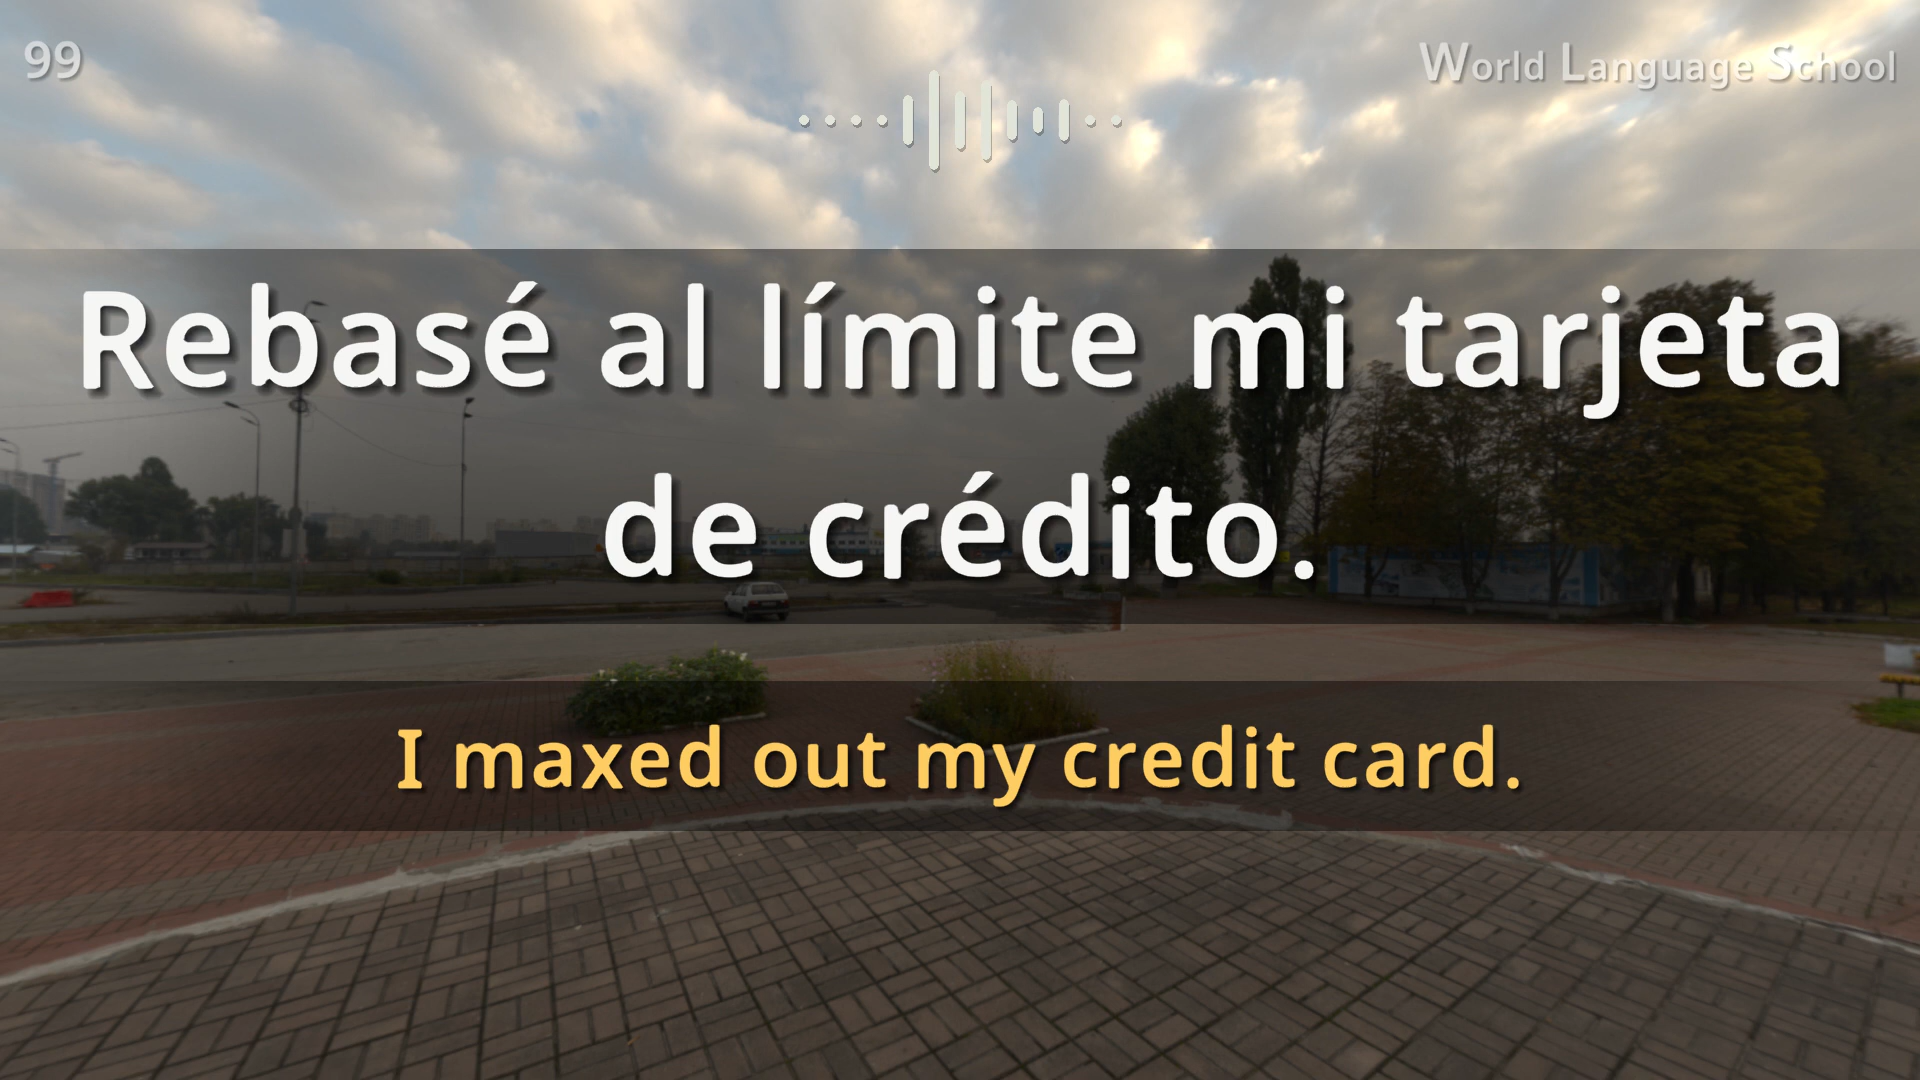 99
World Language School
Rebasé al límite mi tarjeta
de crédito.
I maxed out my credit card.